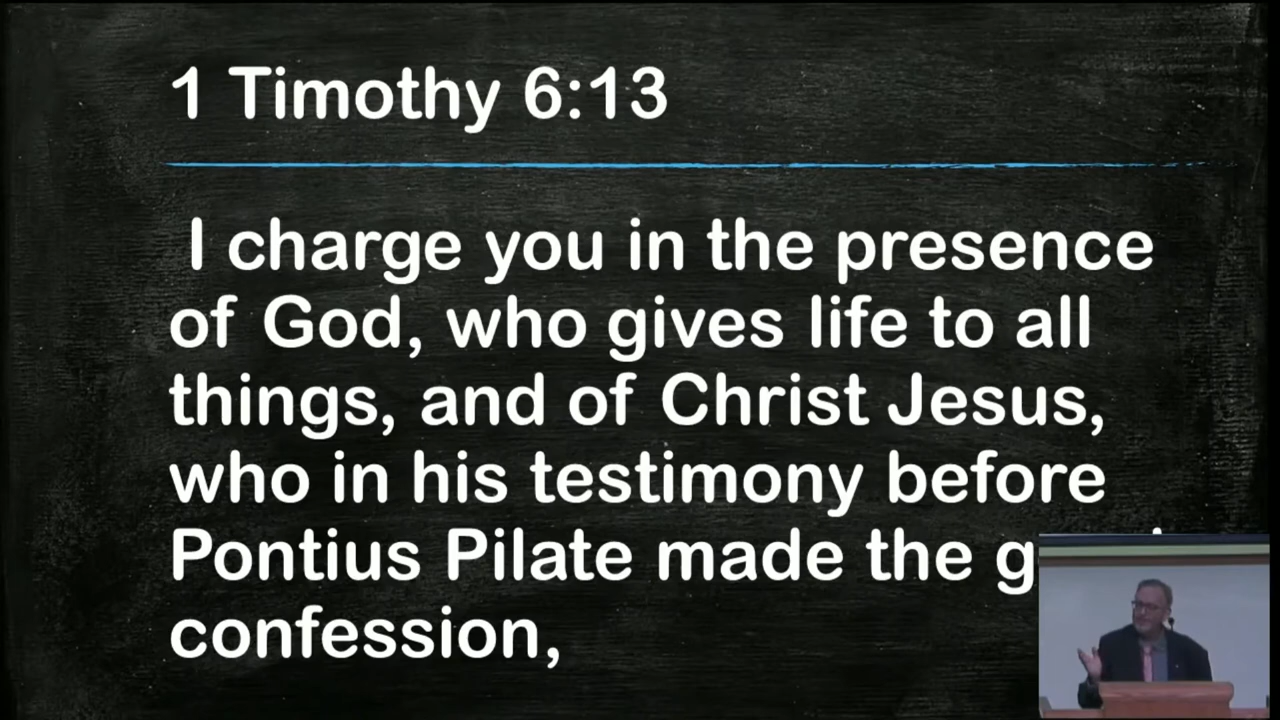 1 Timothy 6:13
I charge you in the presence
of God, who gives life to all
things, and of Christ Jesus,
who in his testimony before
Pontius Pilate made the
confession,